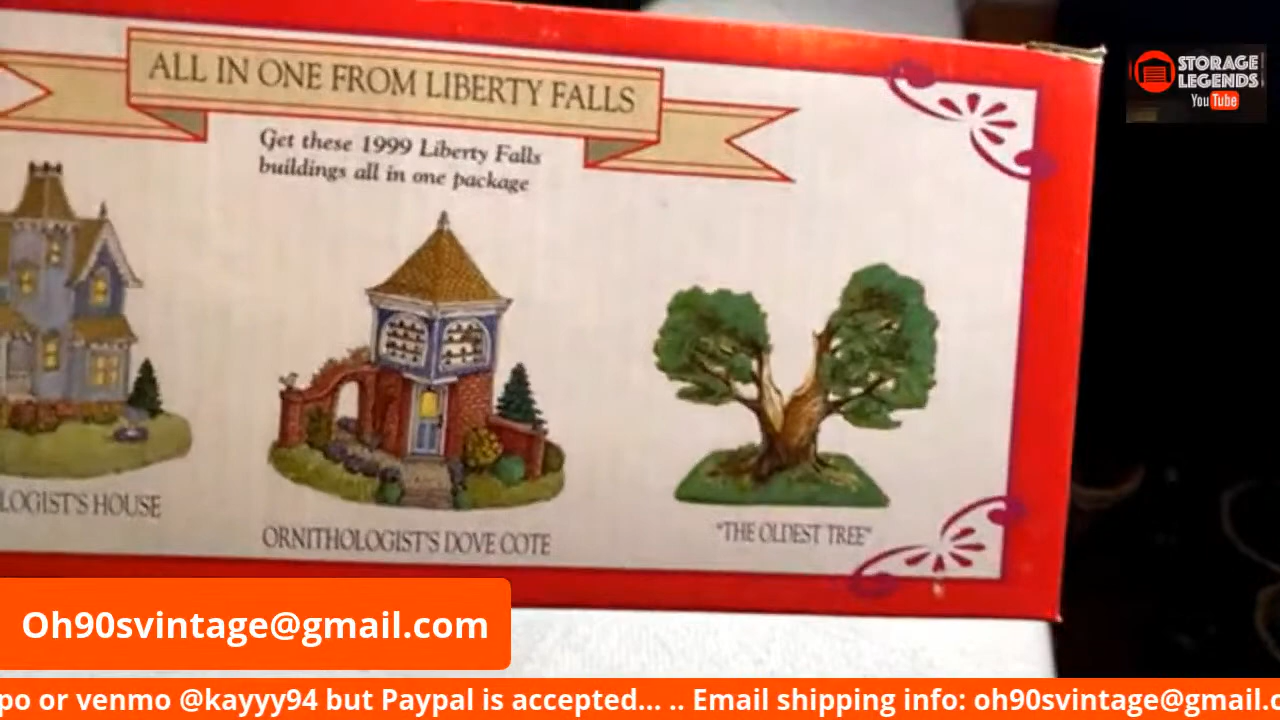 ALL IN ONE FROM LIBERTY FALLS
Get these 1999 Liberty Falls
buildings all in one package
LOGIST'S HOUSE
ORNITHOLOGIST'S DOVE COTE
"THE OLDEST TREE"
STORAGE
LEGENDS
YouTube
Oh90svintage@gmail.com
po or venmo @kayyy94 but Paypal is accepted... .. Email shipping info: oh90svintage@gmail.c